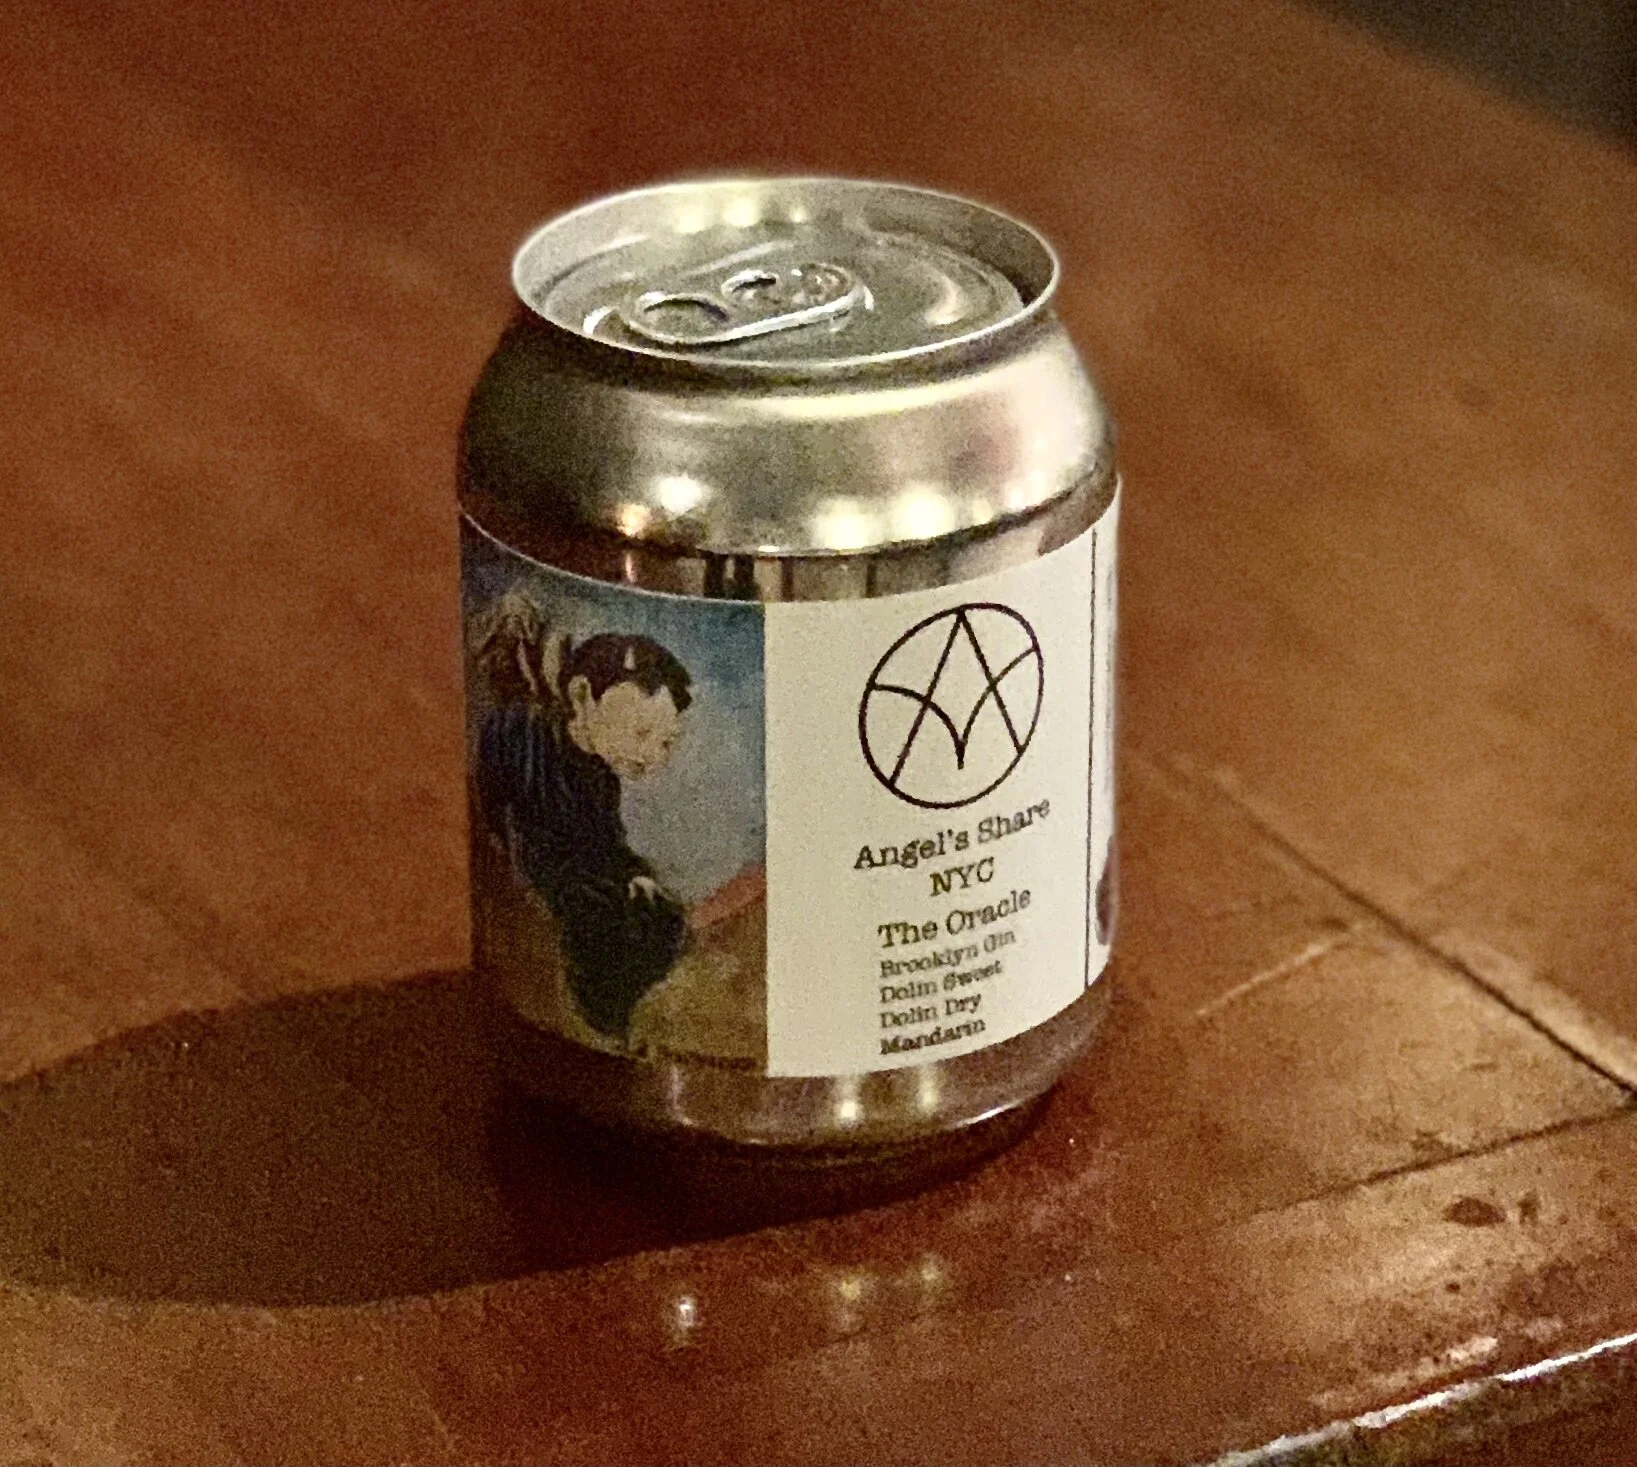 Angel's Share
NYC
The Oracle
Brooklyn Gin
Dolin Sweet
Dolin Dry
Mandarin